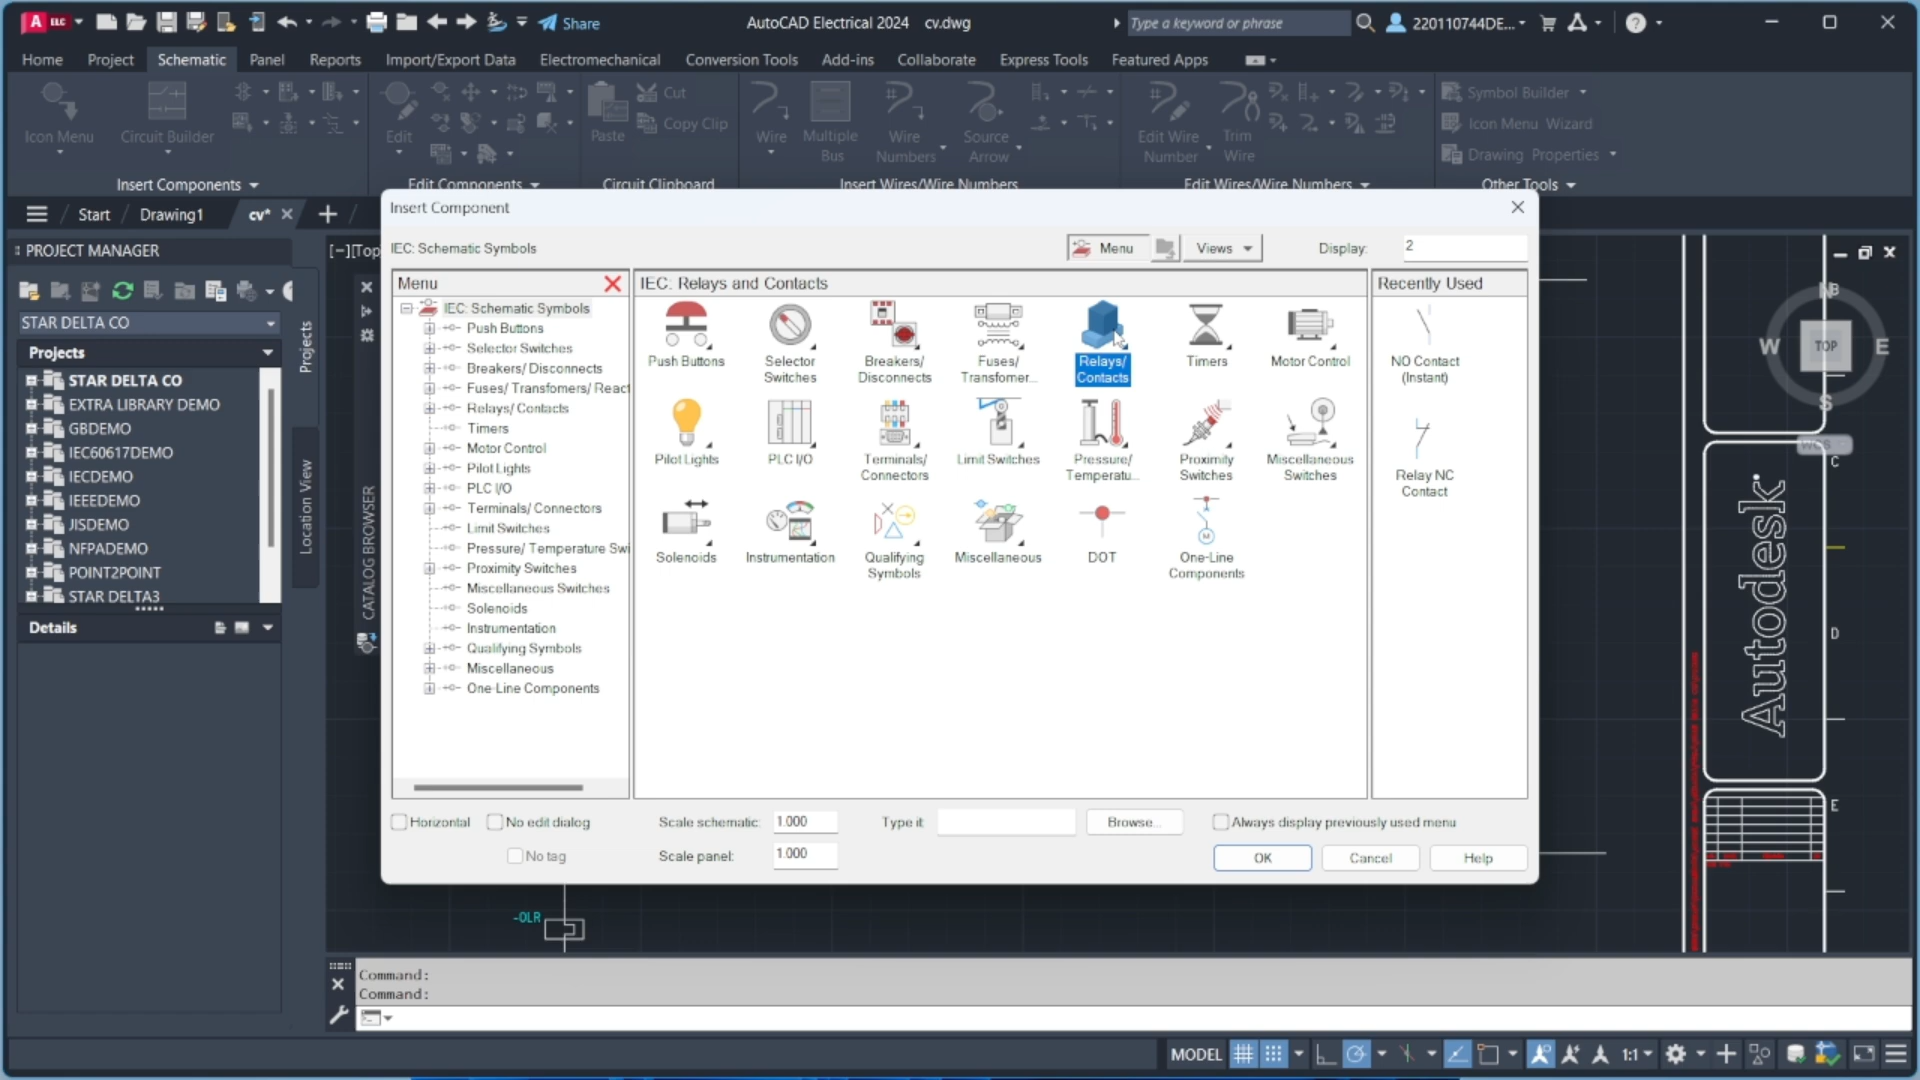 A ELC
Share
AutoCAD Electrical 2024 cv.dwg
Type a keyword or phrase
220110744DE...
Home
Project
Schematic
Panel
Reports
Import/Export Data
Electromechanical
Conversion Tools
Add-ins
Collaborate
Express Tools
Featured Apps
Icon Menu
Circuit Builder
Insert Components
Edit
Edit Components
Paste
Cut
Copy Clip
Circuit Clipboard
Wire
Multiple
Bus
Wire
Numbers
Source
Arrow
Insert Wires/Wire Numbers
Edit Wire
Number
Trim
Wire
Edit Wires/Wire Numbers
Symbol Builder
Icon Menu Wizard
Drawing Properties
Other Tools
Start
Drawing1
cv*
PROJECT MANAGER
STAR DELTA CO
Projects
STAR DELTA CO
EXTRA LIBRARY DEMO
GBDEMO
IEC60617DEMO
IECDEMO
IEEEDEMO
JISDEMO
NFPADEMO
POINT2POINT
STAR DELTA3
Details
Projects
Location View
CATALOG BROWSER
[−][Top
Insert Component
IEC: Schematic Symbols
Menu
Views
Display:
2
Menu
IEC: Schematic Symbols
Push Buttons
Selector Switches
Breakers/ Disconnects
Fuses/ Transfomers/ React
Relays/ Contacts
Timers
Motor Control
Pilot Lights
PLC I/O
Terminals/ Connectors
Limit Switches
Pressure/ Temperature Swi
Proximity Switches
Miscellaneous Switches
Solenoids
Instrumentation
Qualifying Symbols
Miscellaneous
One-Line Components
IEC: Relays and Contacts
Push Buttons
Selector
Switches
Breakers/
Disconnects
Fuses/
Transfomer...
Relays/
Contacts
Timers
Motor Control
Pilot Lights
PLC I/O
Terminals/
Connectors
Limit Switches
Pressure/
Temperatu...
Proximity
Switches
Miscellaneous
Switches
Solenoids
Instrumentation
Qualifying
Symbols
Miscellaneous
DOT
One-Line
Components
Recently Used
NO Contact
(Instant)
Relay NC
Contact
Horizontal
No edit dialog
No tag
Scale schematic:
1.000
Scale panel:
1.000
Type it:
Browse...
Always display previously used menu
OK
Cancel
Help
W
TOP
E
S
WCS
C
D
E
Autodesk
-OLR
Command:
Command:
MODEL
1:1